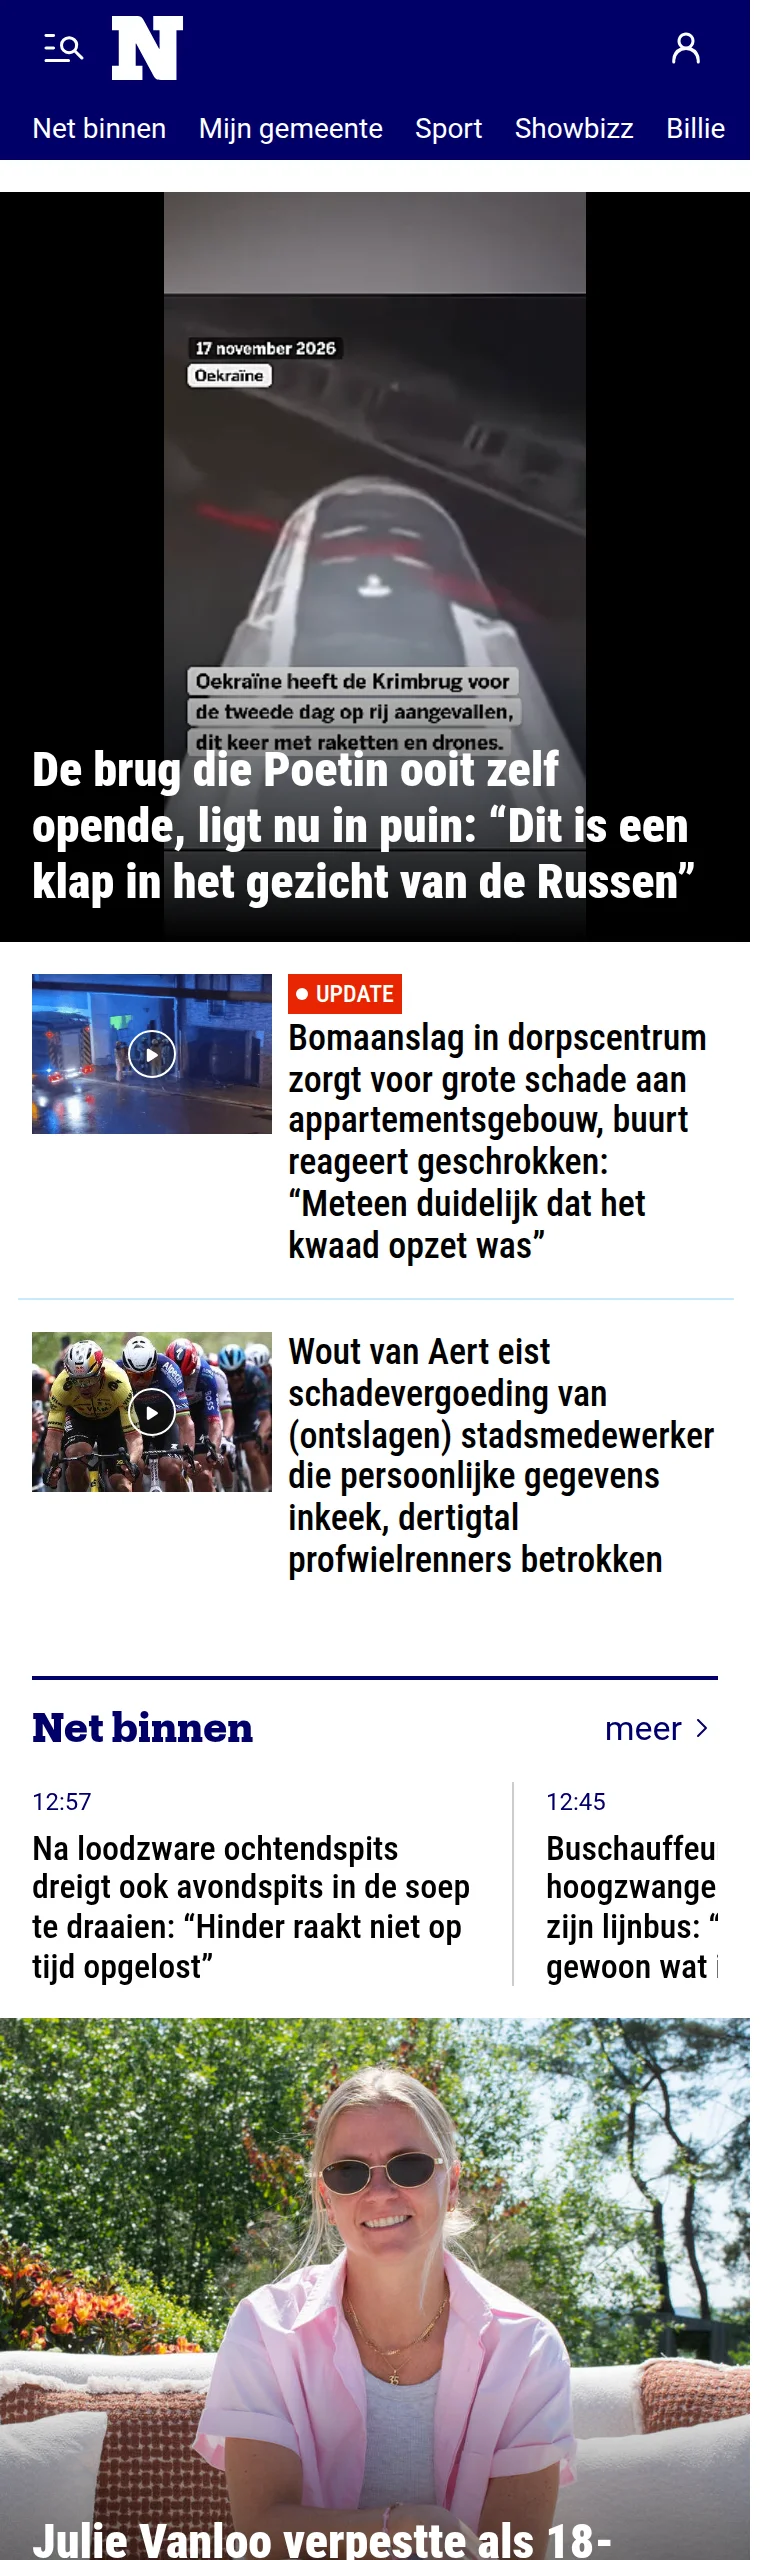 N
Net binnen Mijn gemeente Sport Showbizz Billie
17 november 2026
Oekraïne
Oekraïne heeft de Krimbrug voor
de tweede dag op rij aangevallen,
dit keer met raketten en drones.
De brug die Poetin ooit zelf
opende, ligt nu in puin: “Dit is een
klap in het gezicht van de Russen”
UPDATE
Bomaanslag in dorpscentrum
zorgt voor grote schade aan
appartementsgebouw, buurt
reageert geschrokken:
“Meteen duidelijk dat het
kwaad opzet was”
Wout van Aert eist
schadevergoeding van
(ontslagen) stadsmedewerker
die persoonlijke gegevens
inkeek, dertigtal
profwielrenners betrokken
Net binnen
meer
12:57
Na loodzware ochtendspits
dreigt ook avondspits in de soep
te draaien: “Hinder raakt niet op
tijd opgelost”
12:45
Buschauffeu
hoogzwange
zijn lijnbus: “
gewoon wat i
Julie Vanloo verpestte als 18-